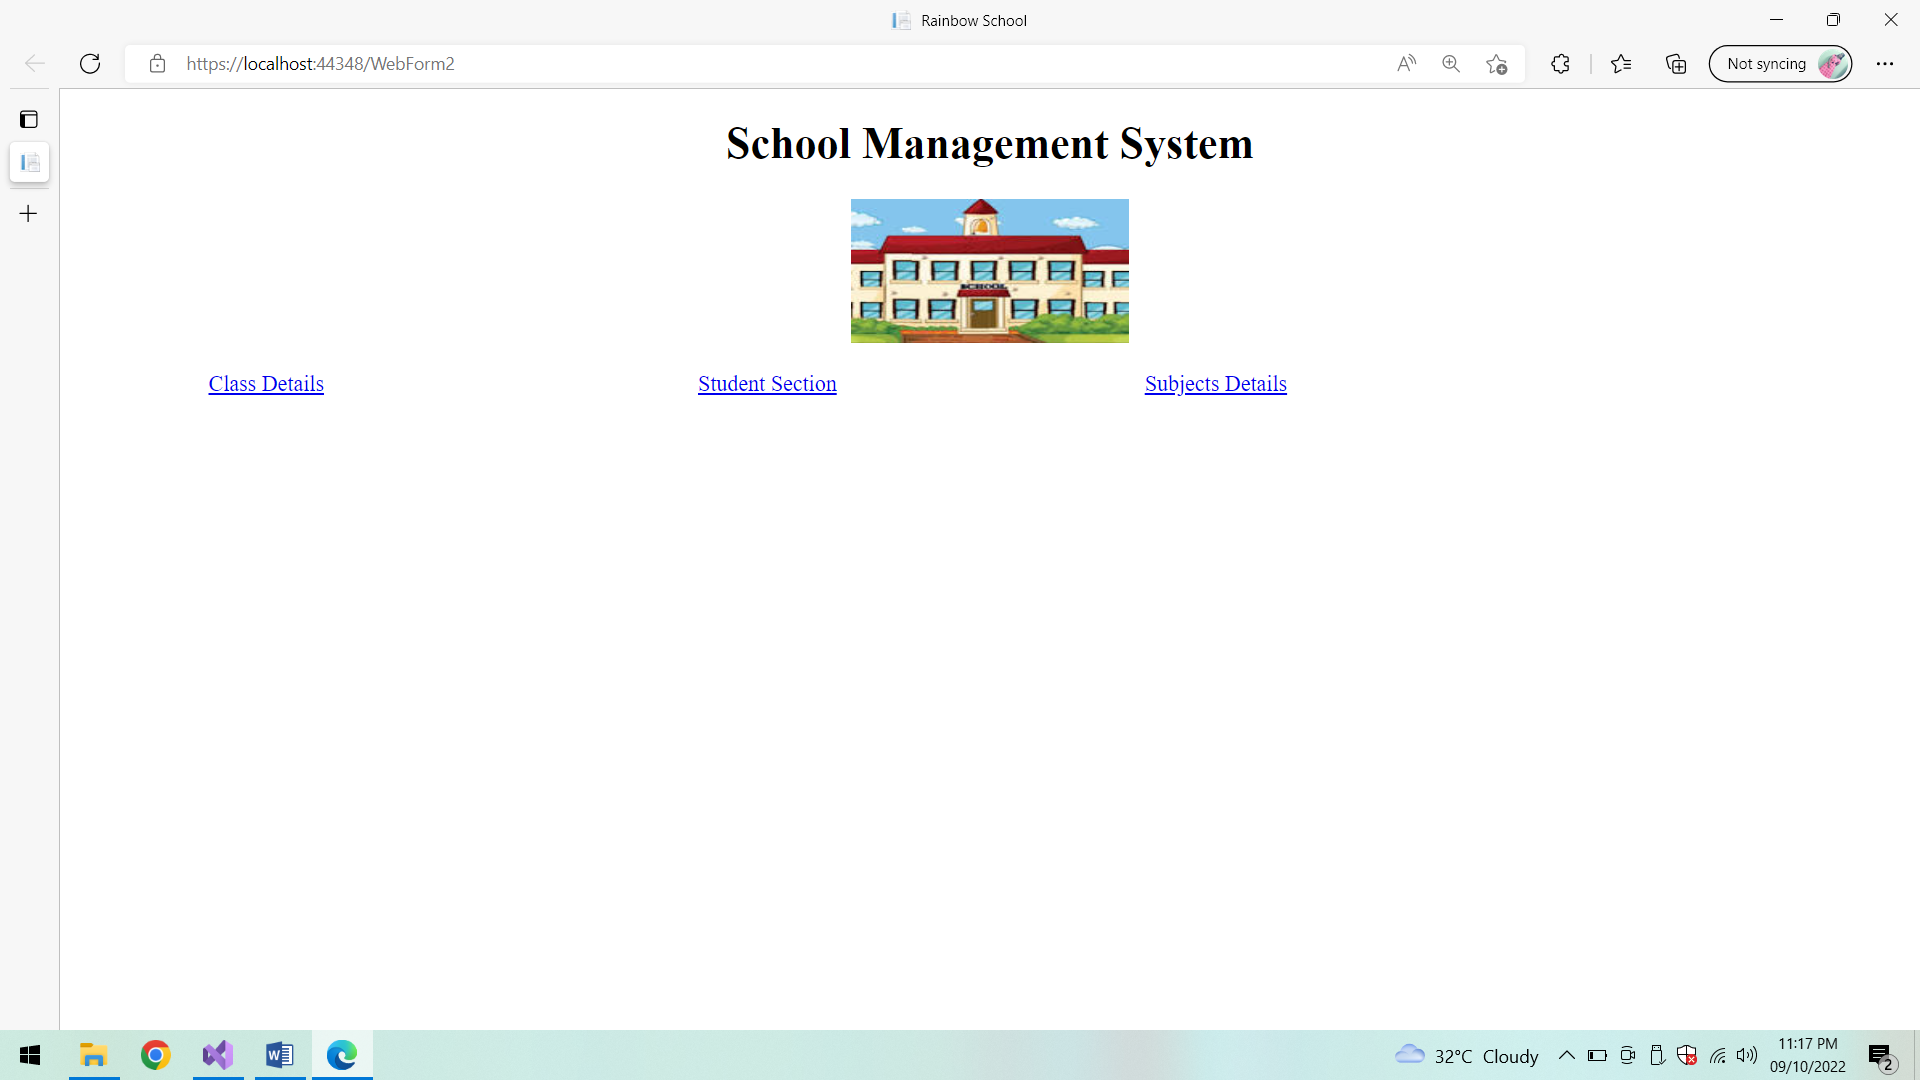 Rainbow School
https://localhost:44348/WebForm2
Not syncing
School Management System
SCHOOL
Class Details Student Section Subjects Details
32°C Cloudy
11:17 PM
09/10/2022
2